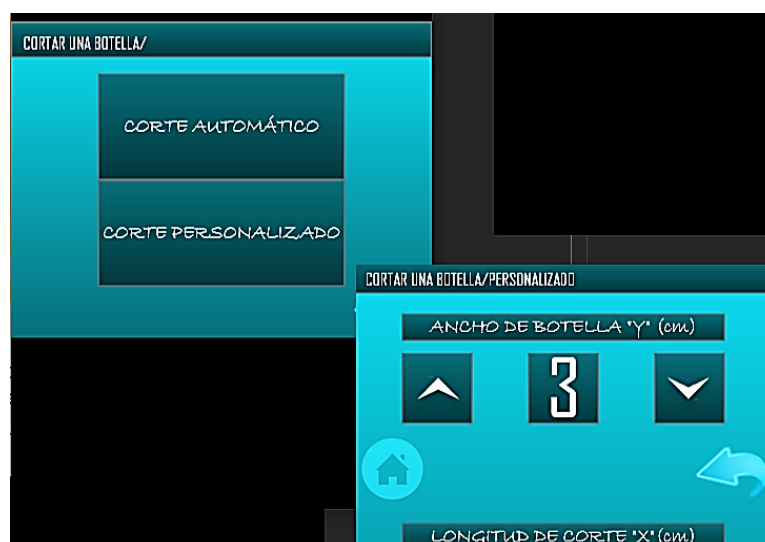 CORTAR UNA BOTELLA/
CORTE AUTOMÁTICO
CORTE PERSONALIZADO
CORTAR UNA BOTELLA/PERSONALIZADO
ANCHO DE BOTELLA "Y" (cm)
3
LONGITUD DE CORTE "X" (cm)